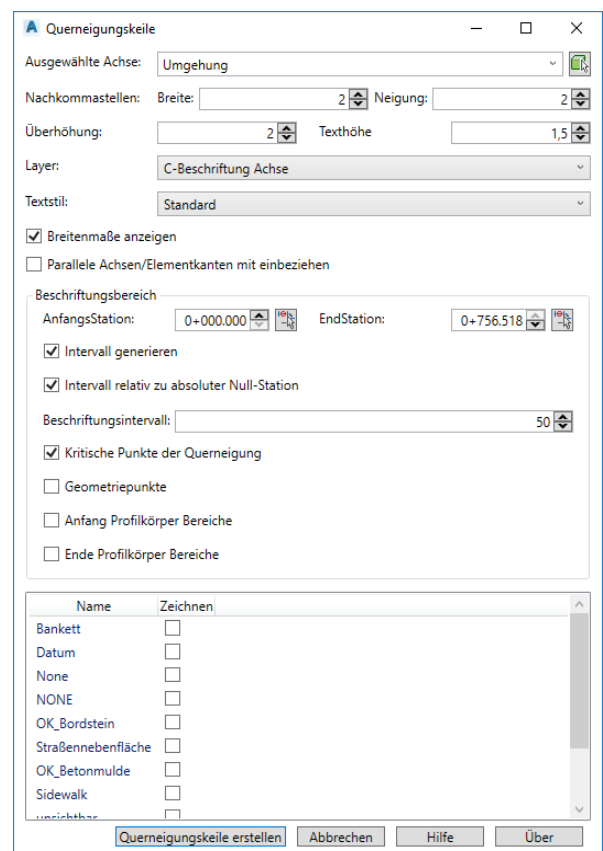 Querneigungskeile
Ausgewählte Achse: Umgehung
Nachkommastellen: Breite: 2 Neigung: 2
Überhöhung: 2 Texthöhe 1,5
Layer: C-Beschriftung Achse
Textstil: Standard
Breitenmaße anzeigen
Parallele Achsen/Elementkanten mit einbeziehen
Beschriftungsbereich
AnfangsStation: 0+000.000 EndStation: 0+756.518
Intervall generieren
Intervall relativ zu absoluter Null-Station
Beschriftungsintervall: 50
Kritische Punkte der Querneigung
Geometriepunkte
Anfang Profilkörper Bereiche
Ende Profilkörper Bereiche
Name Zeichnen
Bankett
Datum
None
NONE
OK_Bordstein
Straßennebenfläche
OK_Betonmulde
Sidewalk
unsichtbar
Querneigungskeile erstellen Abbrechen Hilfe Über